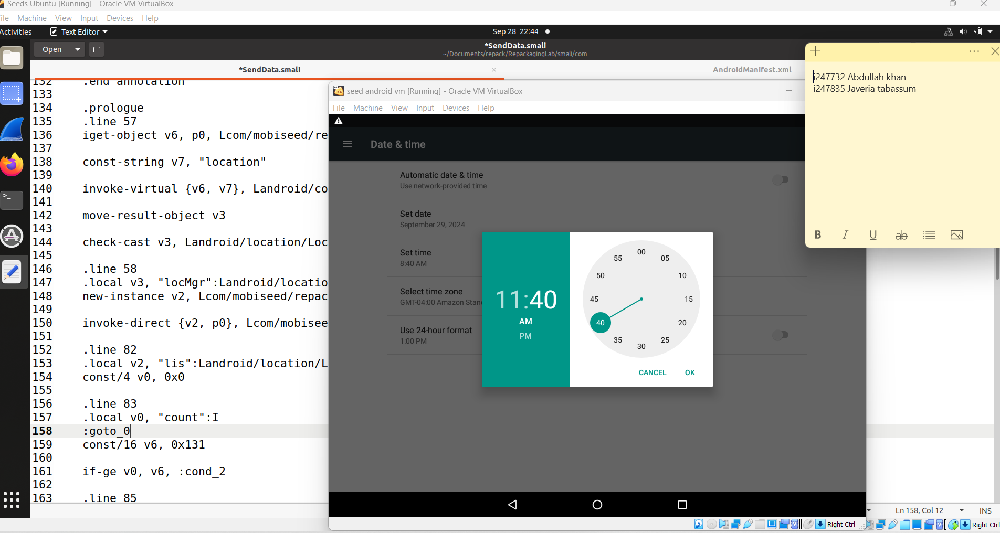 Seeds Ubuntu [Running] - Oracle VM VirtualBox
ile Machine View Input Devices Help
Activities Text Editor Sep 28 22:44
Open
*SendData.smali
~/Documents/repack/RepackagingLab/smali/com
*SendData.smali × AndroidManifest.xml
132 .end annotation
133
134 .prologue
135 .line 57
136 iget-object v6, p0, Lcom/mobiseed/re
137
138 const-string v7, "location"
139
140 invoke-virtual {v6, v7}, Landroid/co
141
142 move-result-object v3
143
144 check-cast v3, Landroid/location/Loc
145
146 .line 58
147 .local v3, "locMgr":Landroid/locatio
148 new-instance v2, Lcom/mobiseed/repac
149
150 invoke-direct {v2, p0}, Lcom/mobisee
151
152 .line 82
153 .local v2, "lis":Landroid/location/L
154 const/4 v0, 0x0
155
156 .line 83
157 .local v0, "count":I
158 :goto_0
159 const/16 v6, 0x131
160
161 if-ge v0, v6, :cond_2
162
163 .line 85
seed android vm [Running] - Oracle VM VirtualBox
File Machine View Input Devices Help
Date & time
Automatic date & time
Use network-provided time
Set date
September 29, 2024
Set time
8:40 AM
Select time zone
GMT-04:00 Amazon Stan
Use 24-hour format
1:00 PM
11:40
AM
PM
00
05
10
15
20
25
30
35
40
45
50
55
CANCEL OK
Right Ctrl
i247732 Abdullah khan
i247835 Javeria tabassum
B I U ab
Ln 158, Col 12 INS
Right Ctrl